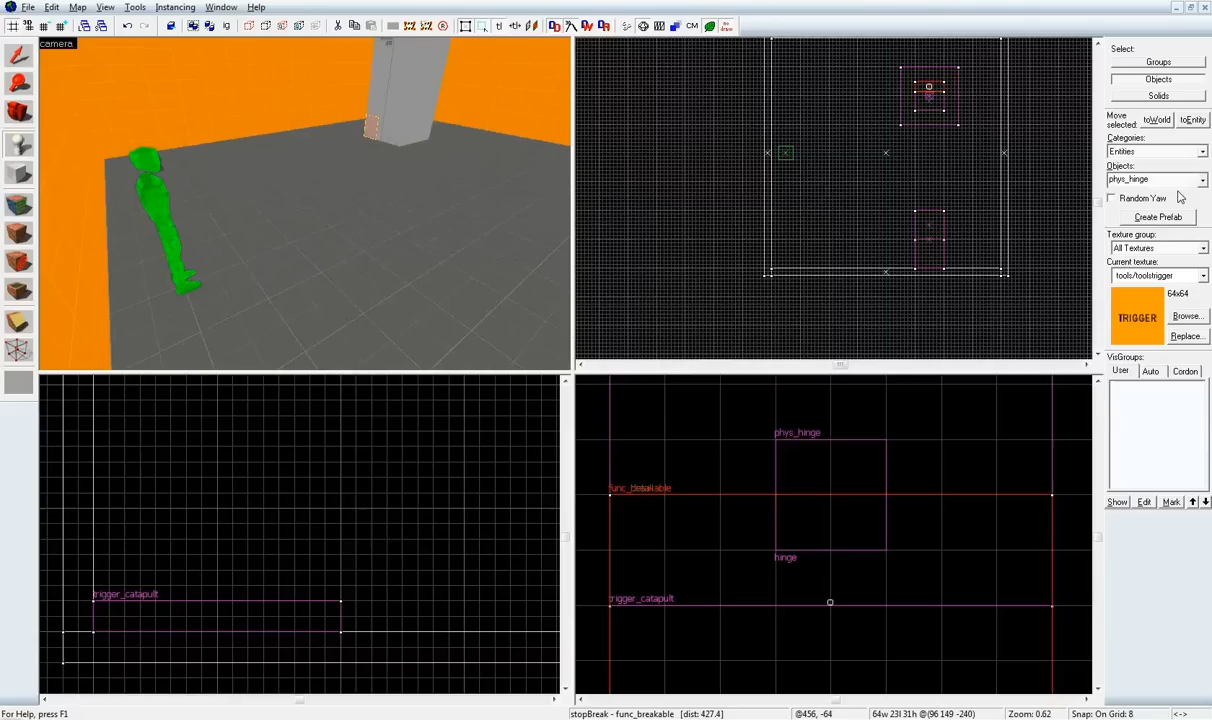 File Edit Map View Tools Instancing Window Help
camera
Select:
Groups
Objects
Solids
Move selected: toWorld toEntity
Categories:
Entities
Objects:
phys_hinge
Random Yaw
Create Prefab
Texture group:
All Textures
Current texture:
tools/toolstrigger
64x64
TRIGGER
Browse...
Replace...
VisGroups:
User Auto Cordon
Show Edit Mark
phys_hinge
hinge
trigger_catapult
trigger_catapult
For Help, press F1
stopBreak - func_breakable [dist: 427.4]
@456, -64
64w 23l 31h @(96 149 -240)
Zoom: 0.62
Snap: On Grid: 8
<->